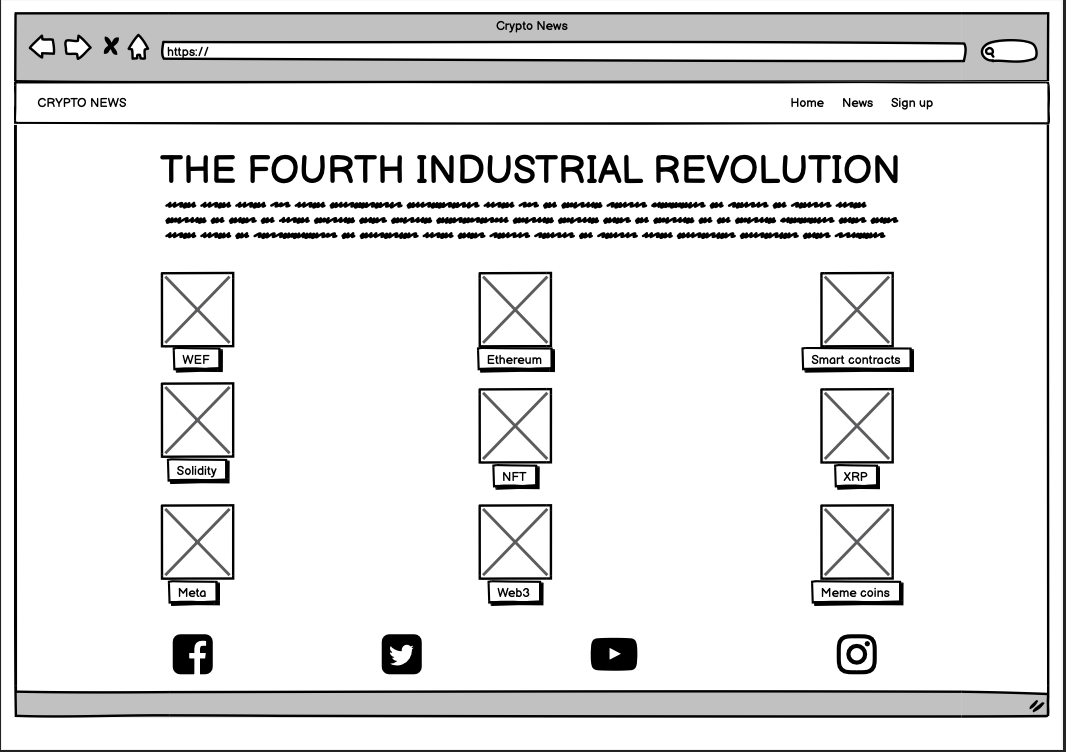 Crypto News
https://
CRYPTO NEWS
Home News Sign up
THE FOURTH INDUSTRIAL REVOLUTION
WEF
Ethereum
Smart contracts
Solidity
NFT
XRP
Meta
Web3
Meme coins